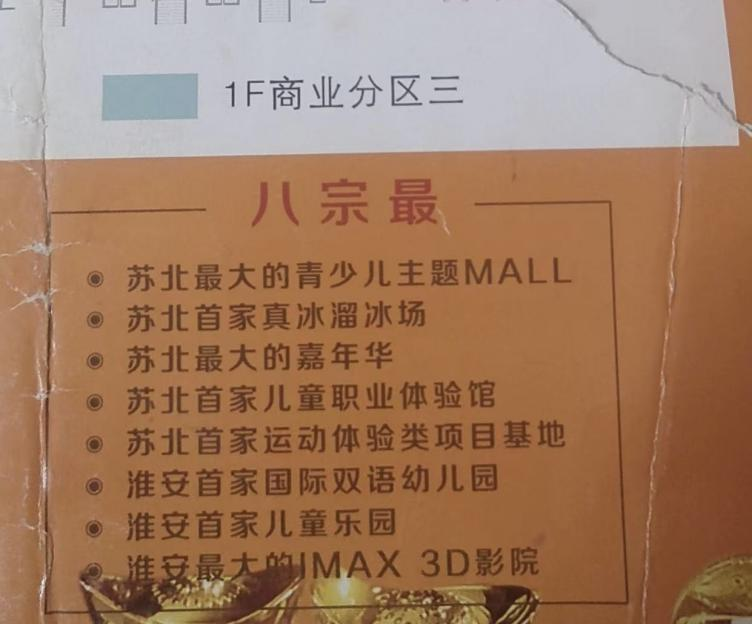 1F商业分区三
八宗最
苏北最大的青少儿主题MALL
苏北首家真冰溜冰场
苏北最大的嘉年华
苏北首家儿童职业体验馆
苏北首家运动体验类项目基地
淮安首家国际双语幼儿园
淮安首家儿童乐园
淮安最大的IMAX 3D影院